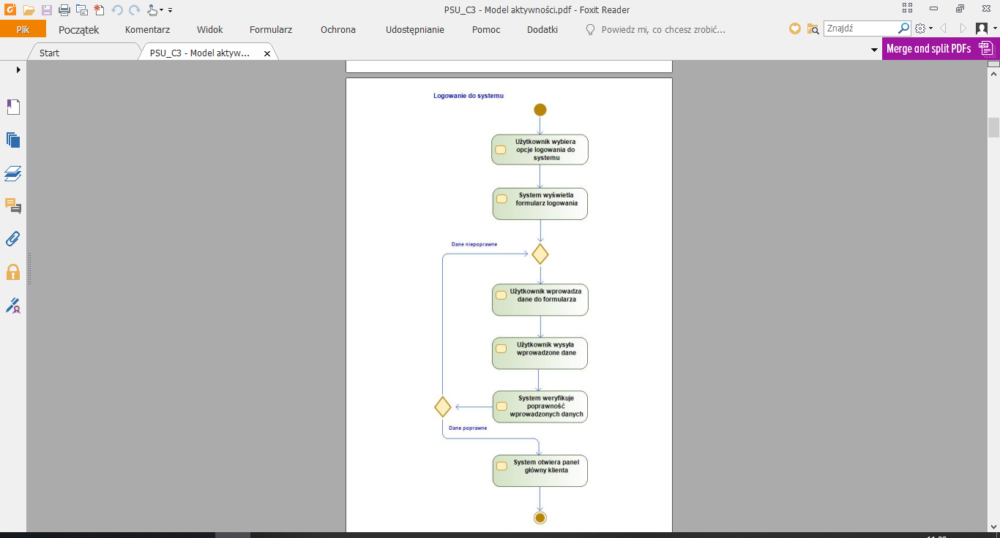 PSU_C3 - Model aktywności.pdf - Foxit Reader
Plik
Początek
Komentarz
Widok
Formularz
Ochrona
Udostępnianie
Pomoc
Dodatki
Powiedz mi, co chcesz zrobić...
Znajdź
Start
PSU_C3 - Model aktyw...
Merge and split PDFs
Logowanie do systemu
Użytkownik wybiera
opcje logowania do
systemu
System wyświetla
formularz logowania
Dane niepoprawne
Użytkownik wprowadza
dane do formularza
Użytkownik wysyła
wprowadzone dane
System weryfikuje
poprawność
wprowadzonych danych
Dane poprawne
System otwiera panel
główny klienta